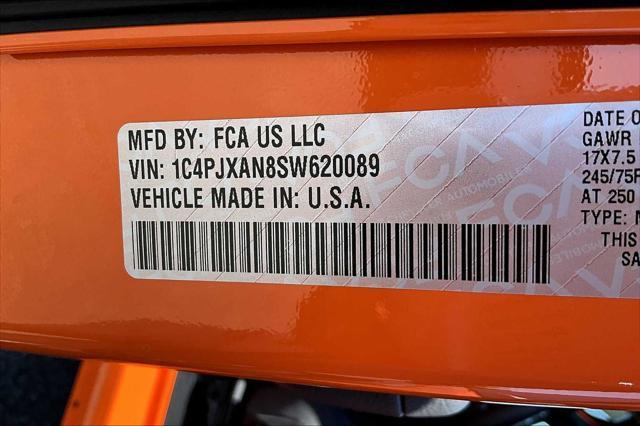 MFD BY: FCA US LLC
VIN: 1C4PJXAN8SW620089
VEHICLE MADE IN: U.S.A.
DATE O
GAWR
17X7.5
245/75R
AT 250
TYPE:
THIS
SA